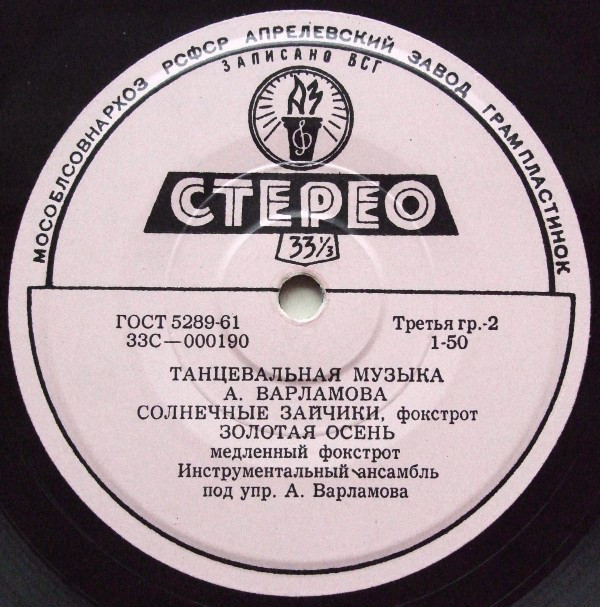 МОСОБЛСОВНАРХОЗ РСФСР АПРЕЛЕВСКИЙ ЗАВОД ГРАМПЛАСТИНОК
ЗАПИСАНО ВСГ
АЗ
СТЕРЕО
33⅓
ГОСТ 5289-61 Третья гр.-2
33С—000190 1-50
ТАНЦЕВАЛЬНАЯ МУЗЫКА
А. ВАРЛАМОВА
СОЛНЕЧНЫЕ ЗАЙЧИКИ, фокстрот
ЗОЛОТАЯ ОСЕНЬ
медленный фокстрот
Инструментальный ансамбль
под упр. А. Варламова